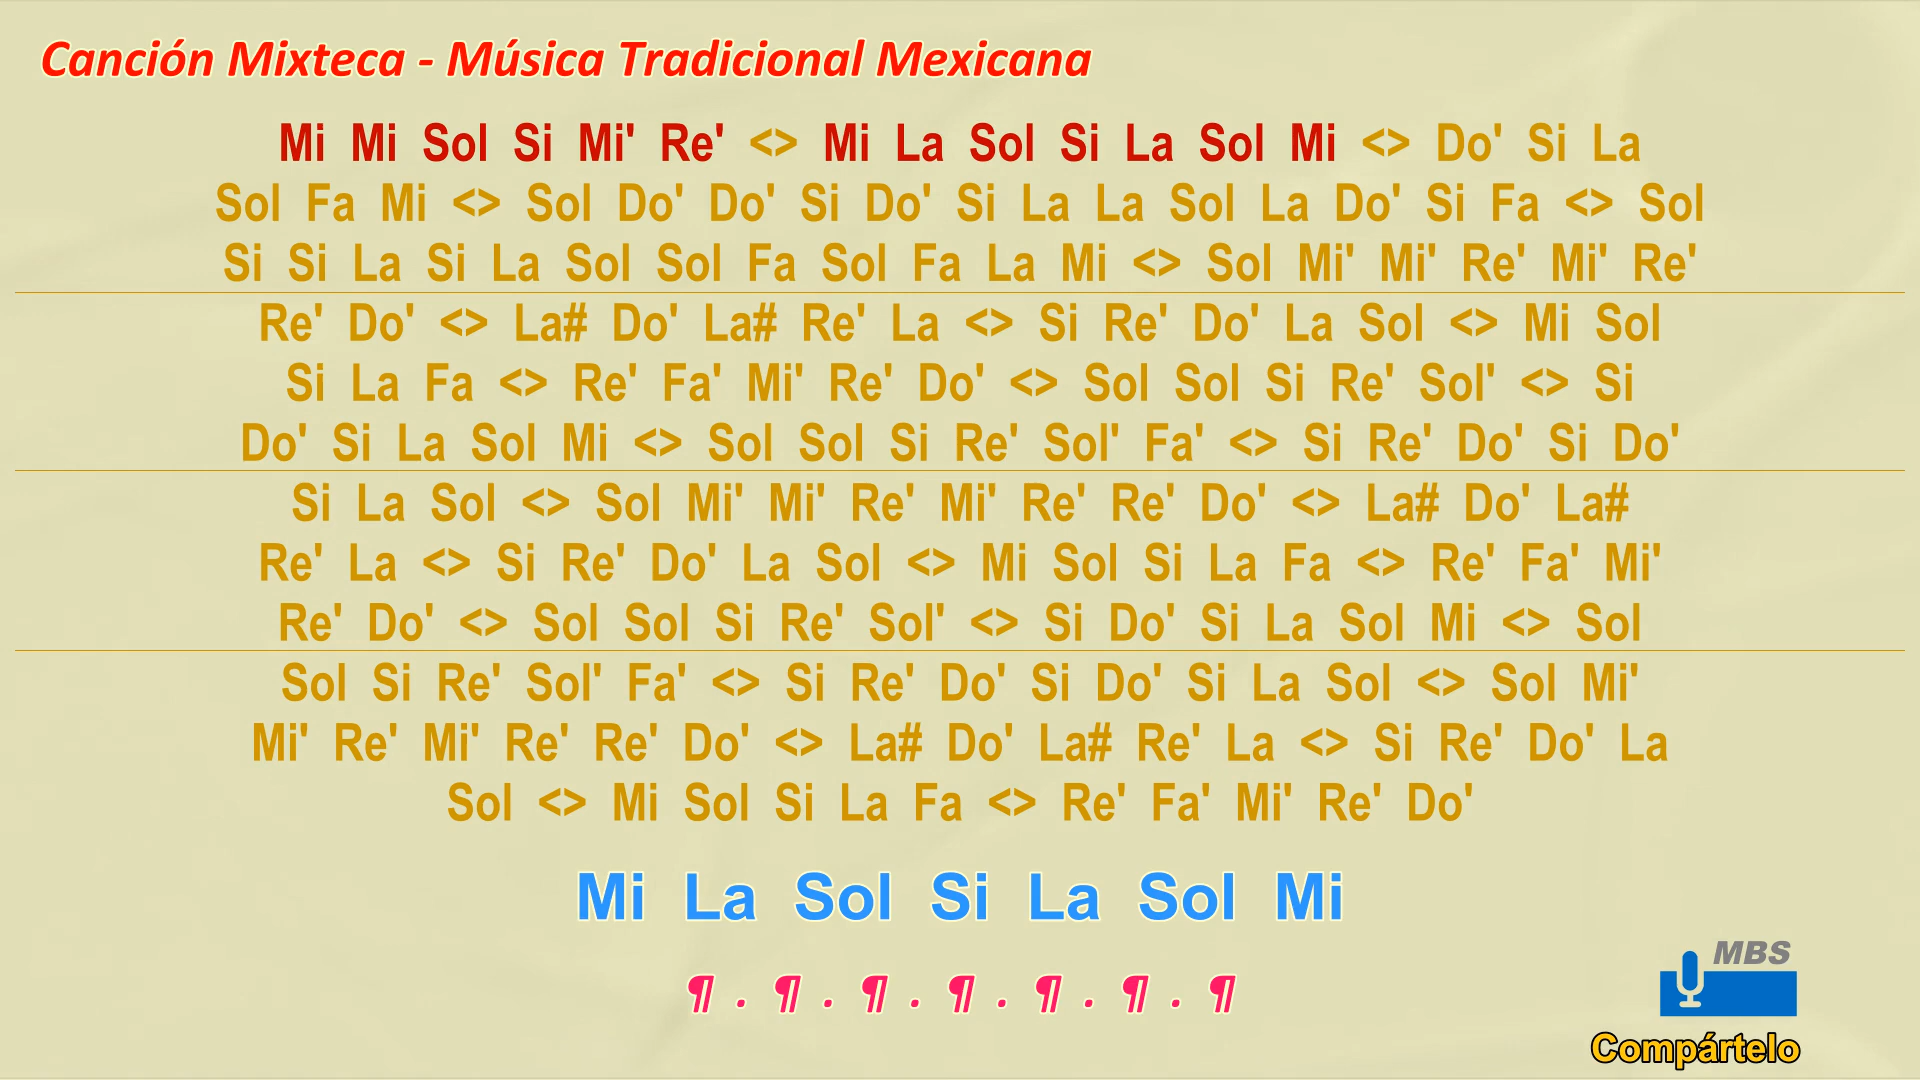 Canción Mixteca - Música Tradicional Mexicana
Mi Mi Sol Si Mi' Re' <> Mi La Sol Si La Sol Mi <> Do' Si La
Sol Fa Mi <> Sol Do' Do' Si Do' Si La La Sol La Do' Si Fa <> Sol
Si Si La Si La Sol Sol Fa Sol Fa La Mi <> Sol Mi' Mi' Re' Mi' Re'
Re' Do' <> La# Do' La# Re' La <> Si Re' Do' La Sol <> Mi Sol
Si La Fa <> Re' Fa' Mi' Re' Do' <> Sol Sol Si Re' Sol' <> Si
Do' Si La Sol Mi <> Sol Sol Si Re' Sol' Fa' <> Si Re' Do' Si Do'
Si La Sol <> Sol Mi' Mi' Re' Mi' Re' Re' Do' <> La# Do' La#
Re' La <> Si Re' Do' La Sol <> Mi Sol Si La Fa <> Re' Fa' Mi'
Re' Do' <> Sol Sol Si Re' Sol' <> Si Do' Si La Sol Mi <> Sol
Sol Si Re' Sol' Fa' <> Si Re' Do' Si Do' Si La Sol <> Sol Mi'
Mi' Re' Mi' Re' Re' Do' <> La# Do' La# Re' La <> Si Re' Do' La
Sol <> Mi Sol Si La Fa <> Re' Fa' Mi' Re' Do'
Mi La Sol Si La Sol Mi
¶ . ¶ . ¶ . ¶ . ¶ . ¶ . ¶
MBS
Compártelo